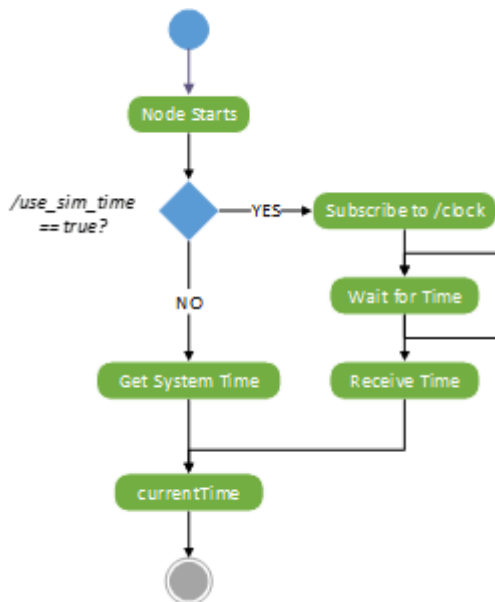 Node Starts
/use_sim_time
== true?
YES
Subscribe to /clock
Wait for Time
NO
Get System Time
Receive Time
currentTime